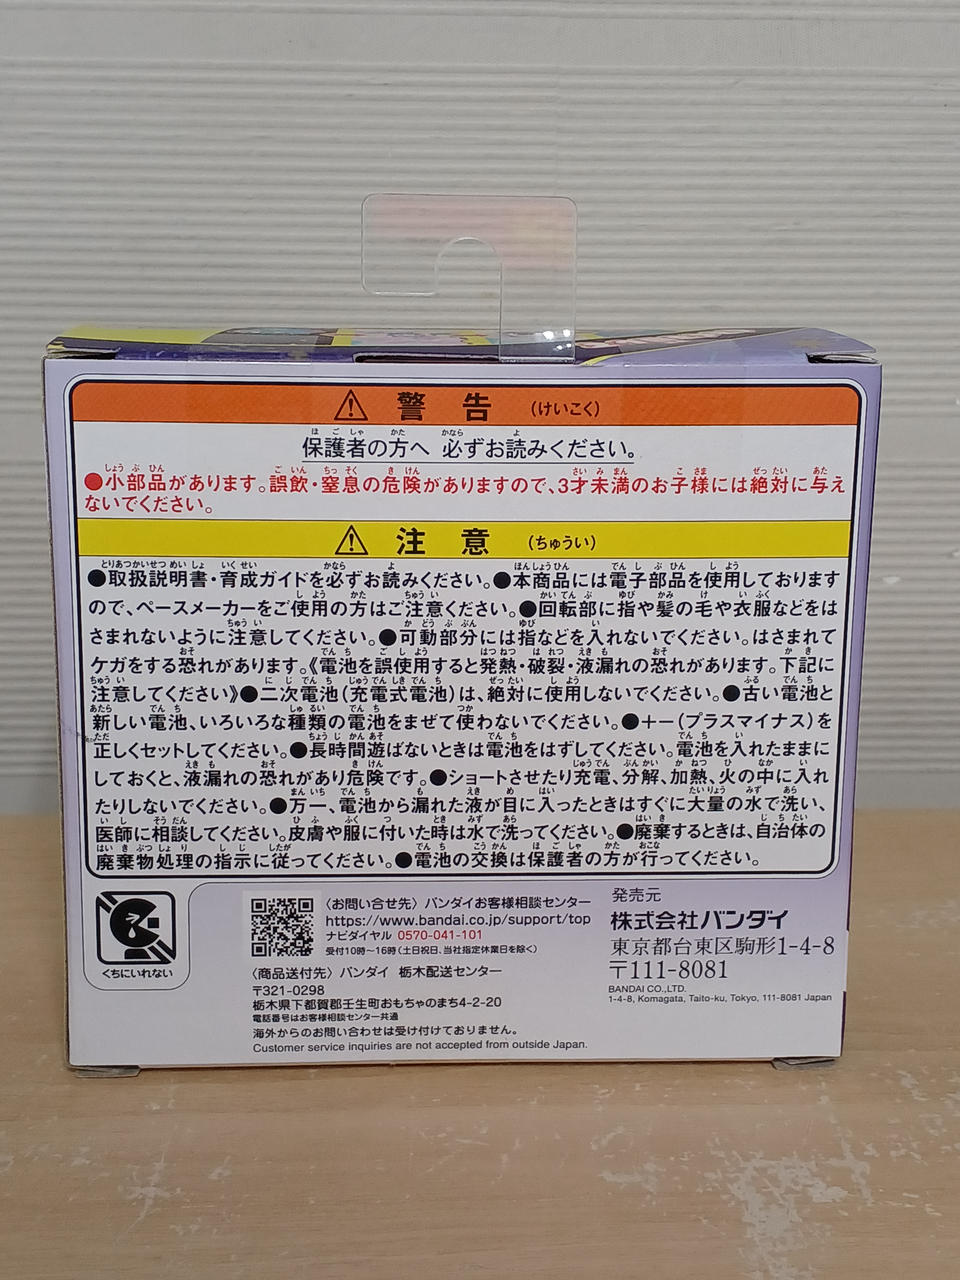 警告 (けいこく)
保護者の方へ 必ずお読みください。
●小部品があります。誤飲・窒息の危険がありますので、3才未満のお子様には絶対に与え
ないでください。
注意 (ちゅうい)
●取扱説明書・育成ガイドを必ずお読みください。●本商品には電子部品を使用しております
ので、ペースメーカーをご使用の方はご注意ください。●回転部に指や髪の毛や衣服などをは
さまれないように注意してください。●可動部分には指などを入れないでください。はさまれて
ケガをする恐れがあります。《電池を誤使用すると発熱・破裂・液漏れの恐れがあります。下記に
注意してください》●二次電池(充電式電池)は、絶対に使用しないでください。●古い電池と
新しい電池、いろいろな種類の電池をまぜて使わないでください。●+-(プラスマイナス)を
正しくセットしてください。●長時間遊ばないときは電池をはずしてください。電池を入れたままに
しておくと、液漏れの恐れがあり危険です。●ショートさせたり充電、分解、加熱、火の中に入れ
たりしないでください。●万一、電池から漏れた液が目に入ったときはすぐに大量の水で洗い、
医師に相談してください。皮膚や服に付いた時は水で洗ってください。●廃棄するときは、自治体の
廃棄物処理の指示に従ってください。●電池の交換は保護者の方が行ってください。
くちにいれない
〈お問い合せ先〉バンダイお客様相談センター
https://www.bandai.co.jp/support/top
ナビダイヤル 0570-041-101
受付10時〜16時(土日祝日、当社指定休業日を除く)
〈商品送付先〉バンダイ 栃木配送センター
〒321-0298
栃木県下都賀郡壬生町おもちゃのまち4-2-20
電話番号はお客様相談センター共通
海外からのお問い合わせは受け付けておりません。
Customer service inquiries are not accepted from outside Japan.
発売元
株式会社バンダイ
東京都台東区駒形1-4-8
〒111-8081
BANDAI CO.,LTD.
1-4-8, Komagata, Taito-ku, Tokyo, 111-8081 Japan